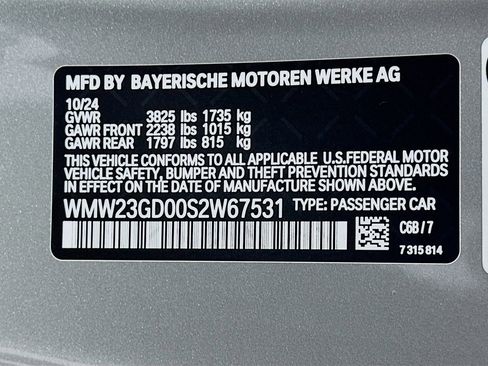 MFD BY BAYERISCHE MOTOREN WERKE AG
10/24
GVWR 3825 lbs 1735 kg
GAWR FRONT 2238 lbs 1015 kg
GAWR REAR 1797 lbs 815 kg
THIS VEHICLE CONFORMS TO ALL APPLICABLE U.S.FEDERAL MOTOR
VEHICLE SAFETY, BUMPER AND THEFT PREVENTION STANDARDS
IN EFFECT ON THE DATE OF MANUFACTURE SHOWN ABOVE.
WMW23GD00S2W67531 TYPE: PASSENGER CAR
C6B / 7
7 315 814